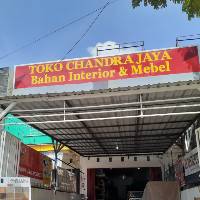 TOKO CHANDRA JAYA
Bahan Interior & Mebel